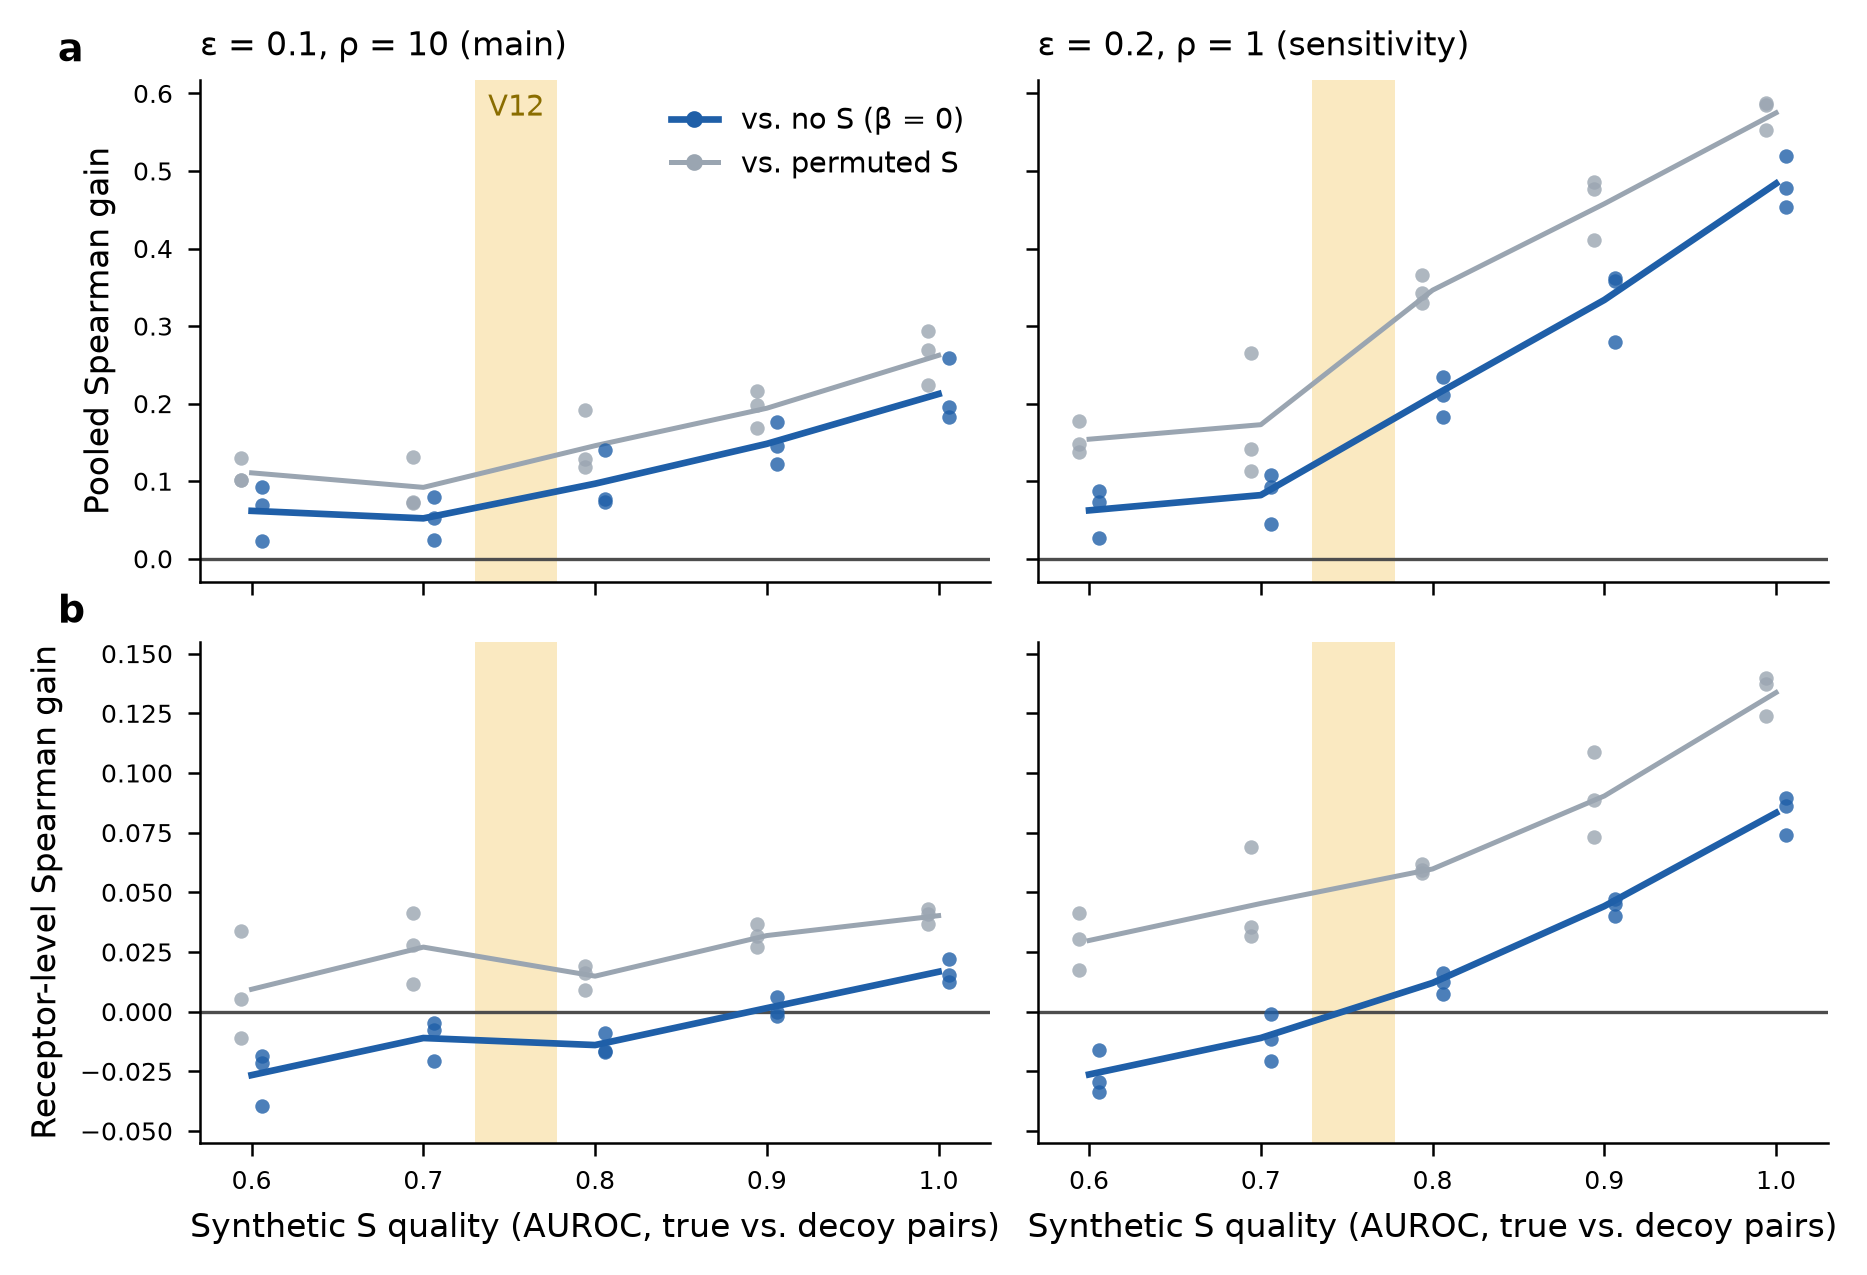 a
ε = 0.1, ρ = 10 (main)
ε = 0.2, ρ = 1 (sensitivity)
Pooled Spearman gain
0.6
0.5
0.4
0.3
0.2
0.1
0.0
V12
vs. no S (β = 0)
vs. permuted S
b
Receptor-level Spearman gain
0.150
0.125
0.100
0.075
0.050
0.025
0.000
−0.025
−0.050
0.6 0.7 0.8 0.9 1.0
Synthetic S quality (AUROC, true vs. decoy pairs)
0.6 0.7 0.8 0.9 1.0
Synthetic S quality (AUROC, true vs. decoy pairs)